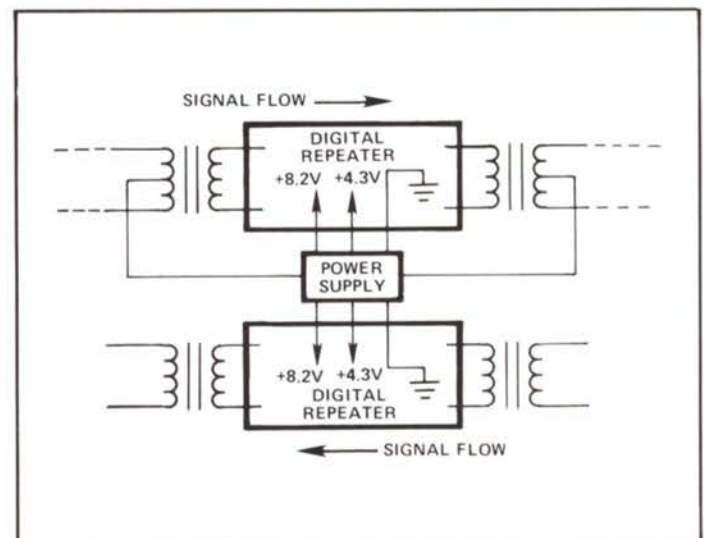 SIGNAL FLOW
DIGITAL
REPEATER
+8.2V +4.3V
POWER
SUPPLY
+8.2V +4.3V
DIGITAL
REPEATER
SIGNAL FLOW